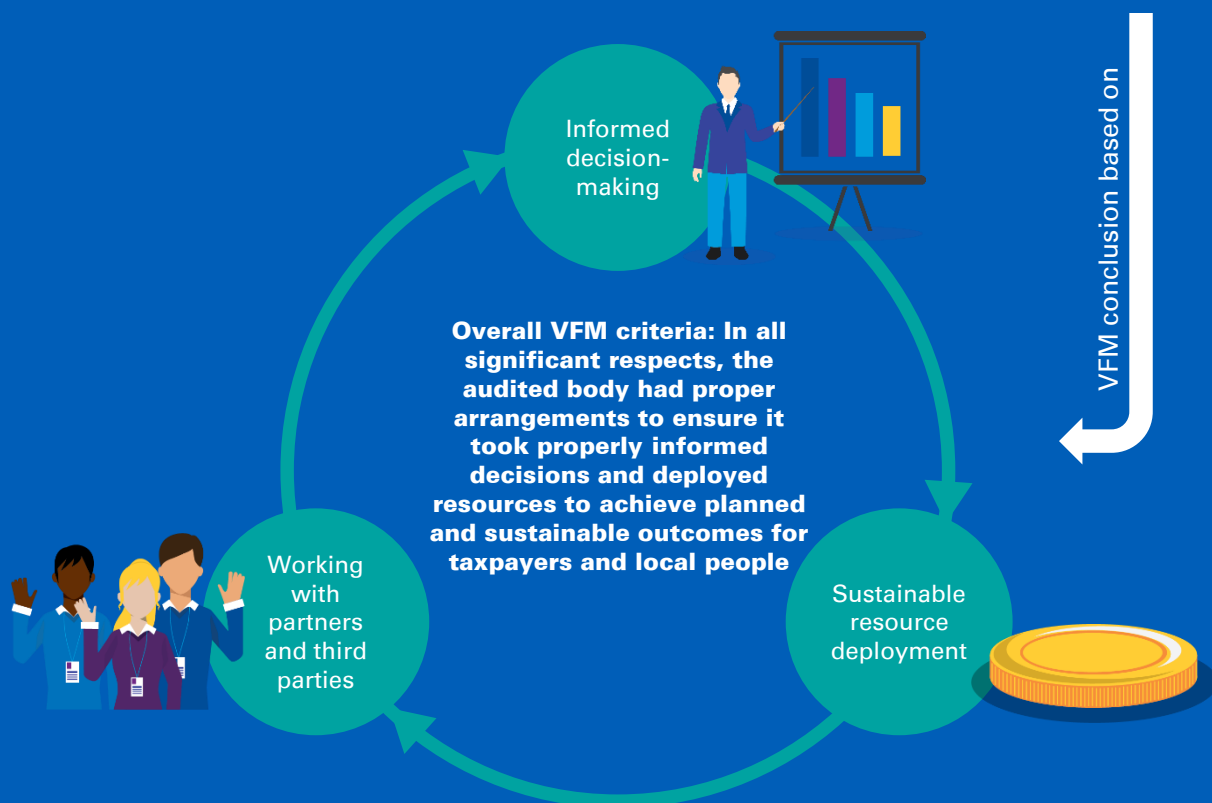 VFM conclusion based on
Informed
decision-
making
Overall VFM criteria: In all
significant respects, the
audited body had proper
arrangements to ensure it
took properly informed
decisions and deployed
resources to achieve planned
and sustainable outcomes for
taxpayers and local people
Working
with
partners
and third
parties
Sustainable
resource
deployment